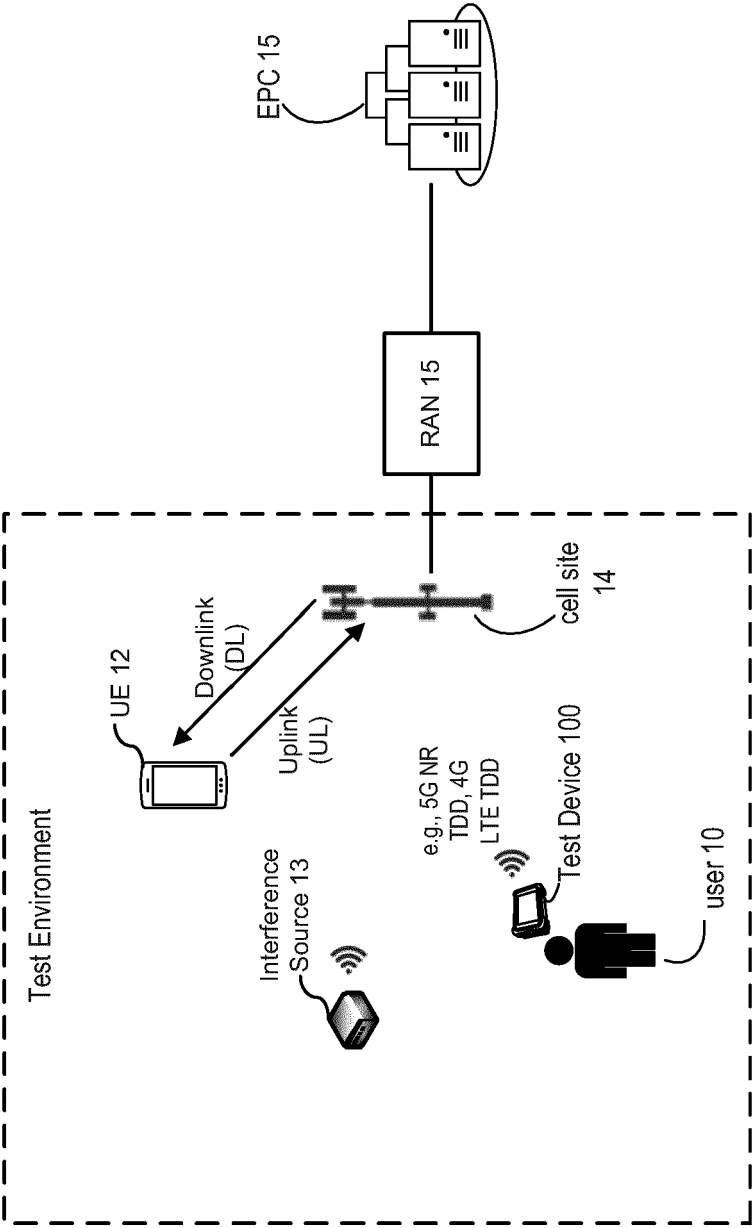 Test Environment
UE 12
Downlink
(DL)
Uplink
(UL)
Interference
Source 13
e.g., 5G NR
TDD, 4G
LTE TDD
Test Device 100
user 10
cell site
14
RAN 15
EPC 15